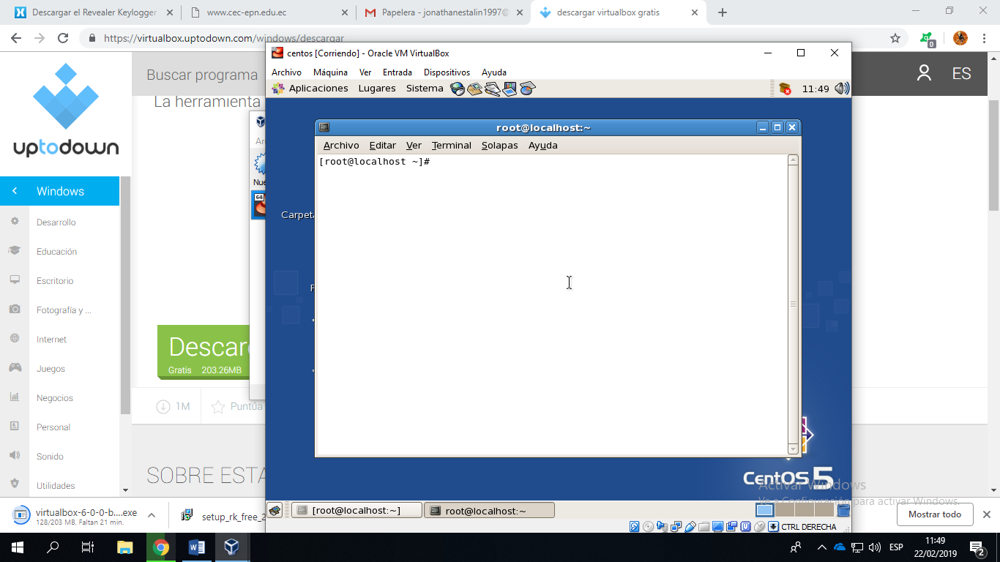 Descargar el Revealer Keylogger
www.cec-epn.edu.ec
Papelera - jonathanestalin1997@
descargar virtualbox gratis
https://virtualbox.uptodown.com/windows/descargar
0
uptodown
Buscar programa
ES
La herramienta
Windows
Desarrollo
Educación
Escritorio
Fotografía y ...
Internet
Juegos
Negocios
Personal
Sonido
Utilidades
Descar
Gratis 203.26MB
1M
Puntúa
SOBRE ESTA
Nue
64
centos [Corriendo] - Oracle VM VirtualBox
Archivo Máquina Ver Entrada Dispositivos Ayuda
Aplicaciones Lugares Sistema
11:49
root@localhost:~
Archivo Editar Ver Terminal Solapas Ayuda
[root@localhost ~]#
Carpet
CentOS 5
Activar Windows
Ve a Configuración para activar Windows.
[root@localhost:~]
root@localhost:~
CTRL DERECHA
virtualbox-6-0-0-b....exe
128/203 MB, Faltan 21 min.
setup_rk_free_2
Mostrar todo
ESP
11:49
22/02/2019
2